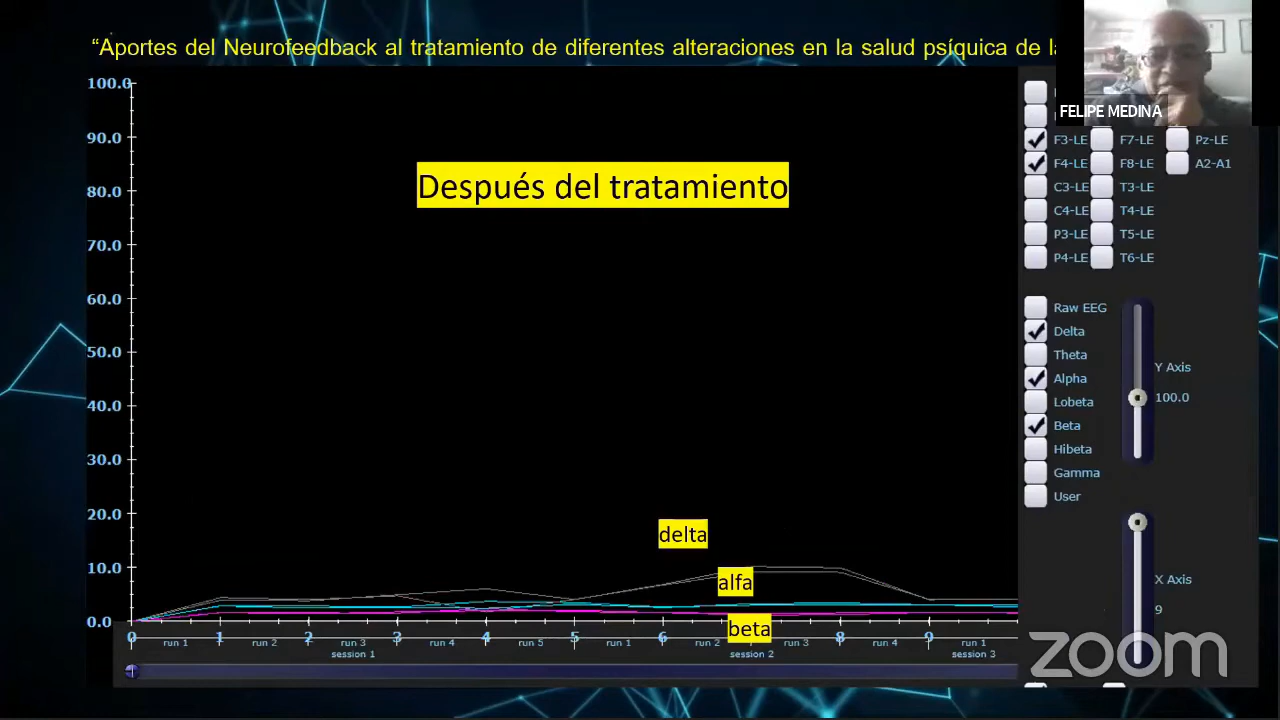 “Aportes del Neurofeedback al tratamiento de diferentes alteraciones en la salud psíquica de
FELIPE MEDINA
100.0
90.0
80.0
70.0
60.0
50.0
40.0
30.0
20.0
10.0
0.0
Después del tratamiento
delta
alfa
beta
0 1 2 3 4 5 6 8 9
run 1 run 2 run 3 run 4 run 5 run 1 run 2 run 3 run 4 run 1
session 1 session 2 session 3
F3-LE F7-LE Pz-LE
F4-LE F8-LE A2-A1
C3-LE T3-LE
C4-LE T4-LE
P3-LE T5-LE
P4-LE T6-LE
Raw EEG
Delta
Theta
Alpha
Lobeta
Beta
Hibeta
Gamma
User
Y Axis
100.0
X Axis
9
zoom